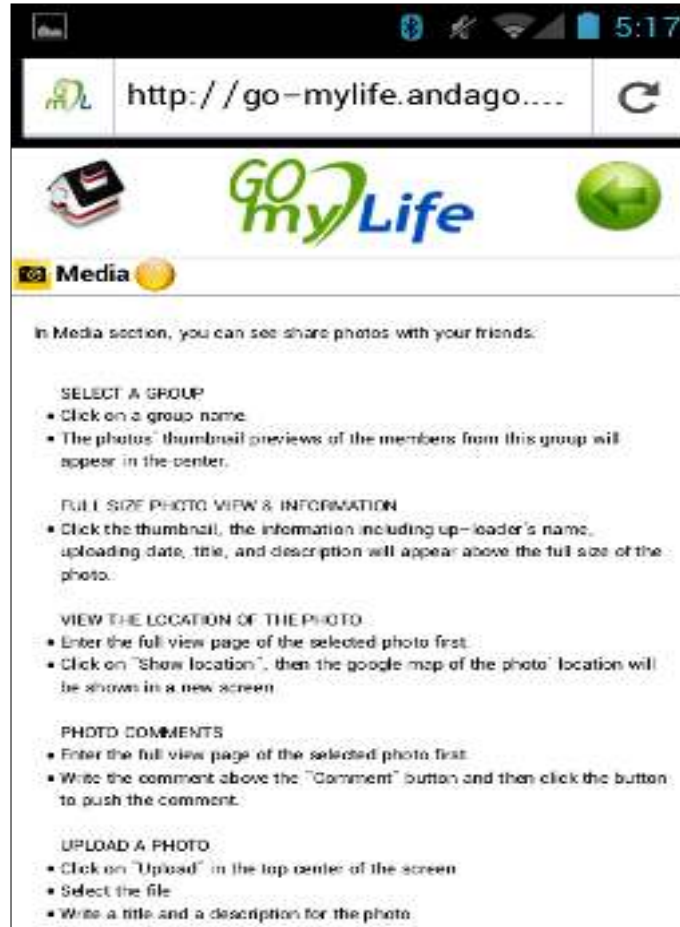 5:17
my L
http://go-mylife.andago....
GO
my Life
Media
In Media section, you can see share photos with your friends.
SELECT A GROUP
• Click on a group name
• The photos' thumbnail previews of the members from this group will
appear in the center.
FULL SIZE PHOTO VIEW & INFORMATION
• Click the thumbnail, the information including up-loader's name,
uploading date, title, and description will appear above the full size of the
photo.
VIEW THE LOCATION OF THE PHOTO
• Enter the full view page of the selected photo first.
• Click on "Show location", then the google map of the photo' location will
be shown in a new screen
PHOTO COMMENTS
• Enter the full view page of the selected photo first.
• Write the comment above the "Comment" button and then click the button
to push the comment.
UPLOAD A PHOTO
• Click on "Upload" in the top center of the screen
• Select the file
• Write a title and a description for the photo